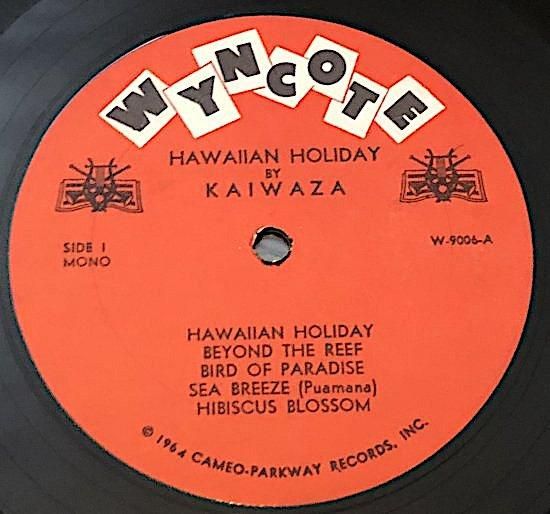 WYNCOTE
HAWAIIAN HOLIDAY
BY
KAIWAZA
SIDE 1
MONO
W-9006-A
HAWAIIAN HOLIDAY
BEYOND THE REEF
BIRD OF PARADISE
SEA BREEZE (Puamana)
HIBISCUS BLOSSOM
© 1964 CAMEO-PARKWAY RECORDS, INC.